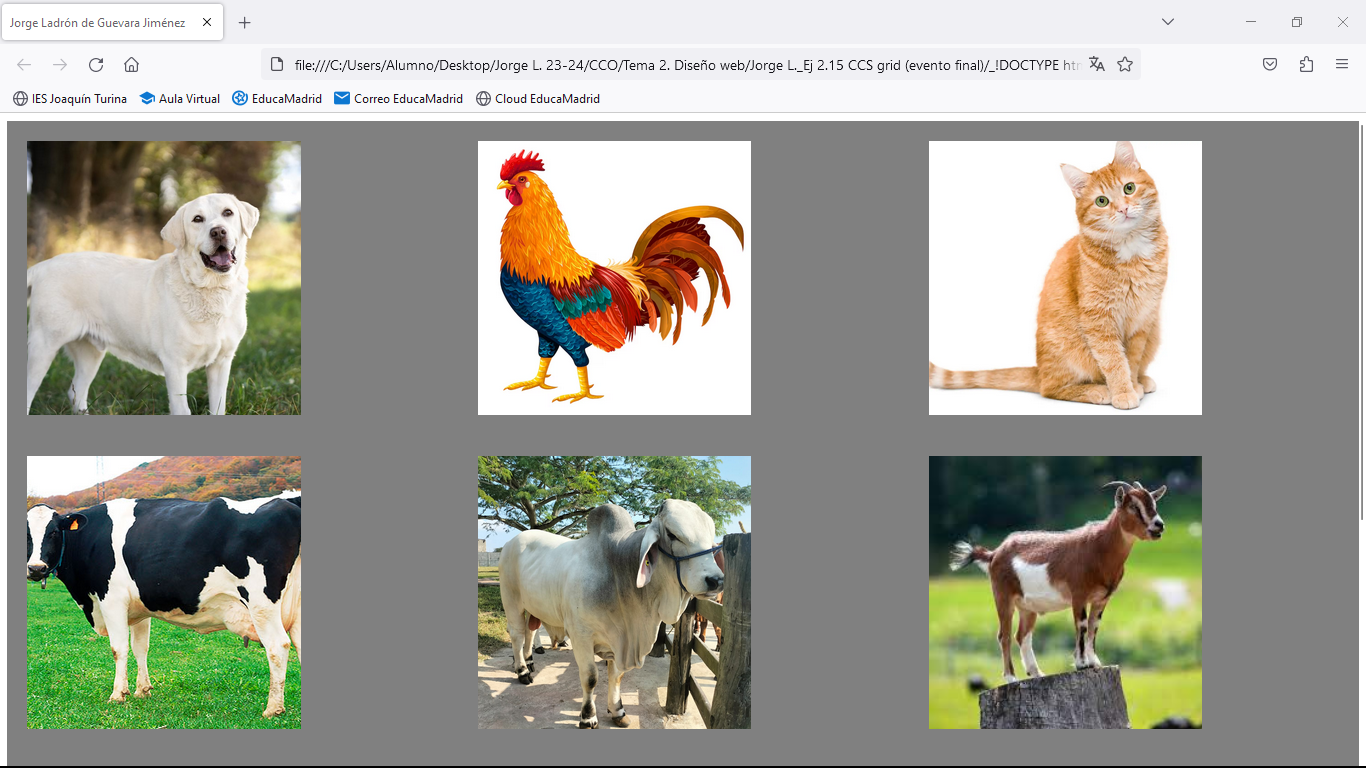 Jorge Ladrón de Guevara Jiménez
file:///C:/Users/Alumno/Desktop/Jorge L. 23-24/CCO/Tema 2. Diseño web/Jorge L._Ej 2.15 CCS grid (evento final)/_!DOCTYPE htm
IES Joaquín Turina Aula Virtual EducaMadrid Correo EducaMadrid Cloud EducaMadrid